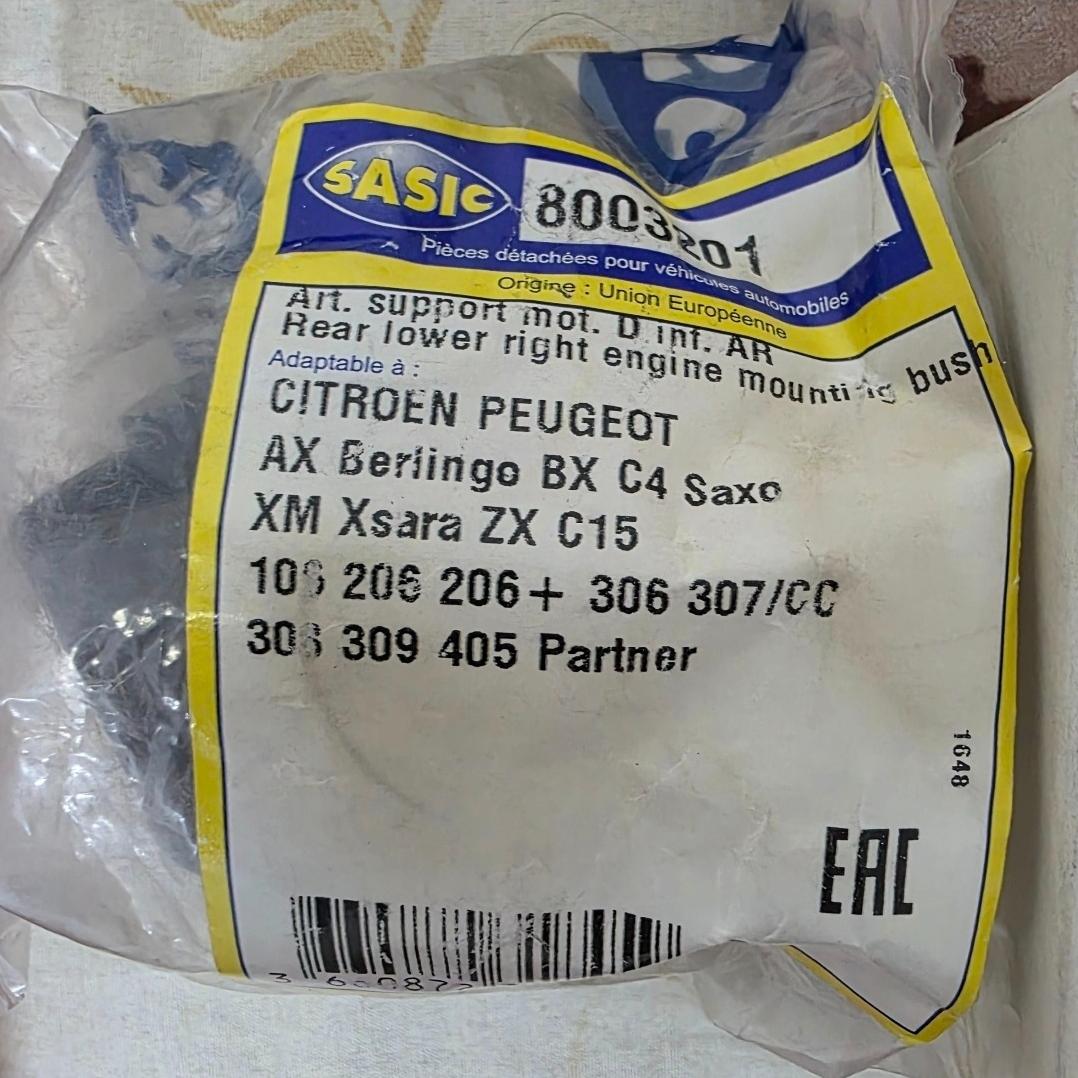 SASIC
8003201
Pièces détachées pour véhicules automobiles
Origine : Union Européenne
Art. support mot. D inf. AR
Rear lower right engine mounting bush
Adaptable à :
CITROEN PEUGEOT
AX Berlingo BX C4 Saxo
XM Xsara ZX C15
106 206 206+ 306 307/CC
308 309 405 Partner
1648
EAC